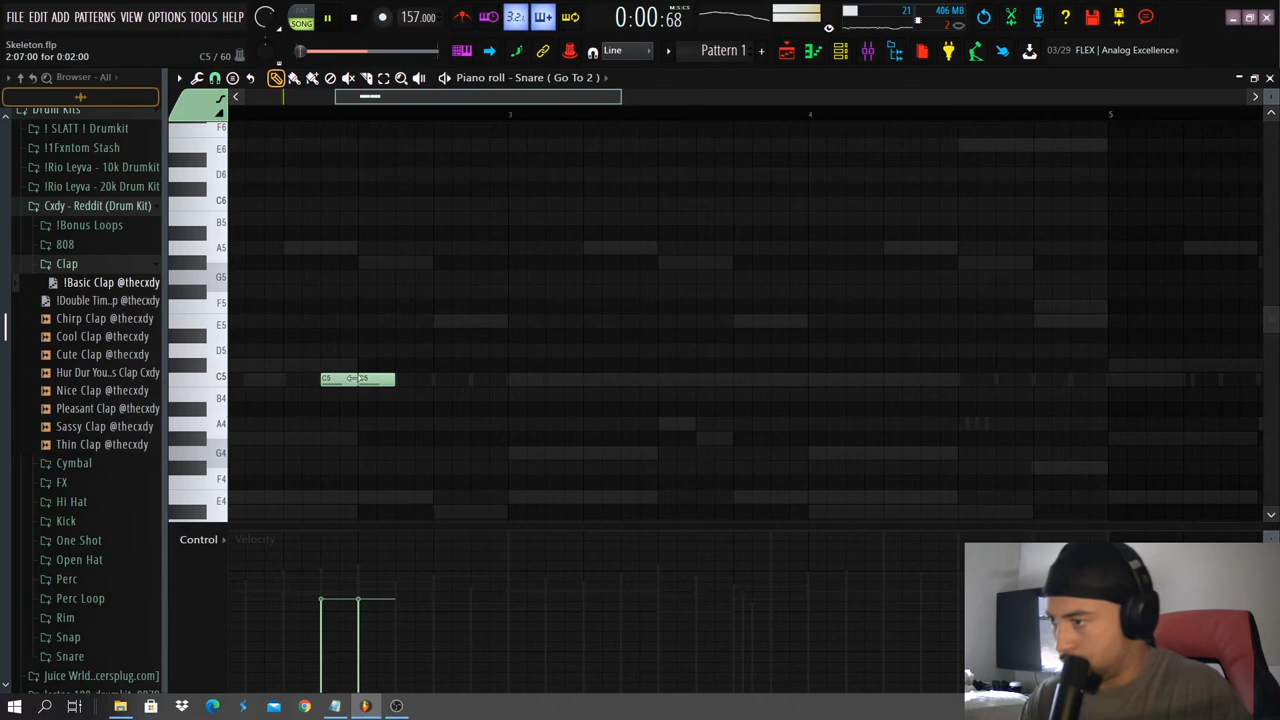 FILE EDIT ADD PATTERNS VIEW OPTIONS TOOLS HELP
PAT
SONG
157.000
3.2
0:00:68
M:S:CS
21
406 MB
2
Skeleton.flp
2:07:00 for 0:02:00
C5 / 60
Line
Pattern 1
03/29 FLEX | Analog Excellence
Browser - All
Piano roll - Snare ( Go To 2 )
Drum Kits
! SLATT ! Drumkit
!1Fxntom Stash
!Rio Leyva - 10k Drumkit
!Rio Leyva - 20k Drum Kit
Cxdy - Reddit (Drum Kit)
!Bonus Loops
808
Clap
!Basic Clap @thecxdy
!Double Tim..p @thecxdy
Chirp Clap @thecxdy
Cool Clap @thecxdy
Cute Clap @thecxdy
Hur Dur You..s Clap @thecxdy
Nice Clap @thecxdy
Pleasant Clap @thecxdy
Sassy Clap @thecxdy
Thin Clap @thecxdy
Cymbal
FX
Hi Hat
Kick
One Shot
Open Hat
Perc
Perc Loop
Rim
Snap
Snare
Juice Wrld..cersplug.com]
3
4
5
F6
E6
D6
C6
B5
A5
G5
F5
E5
D5
C5
B4
A4
G4
F4
E4
C5
Control
Velocity